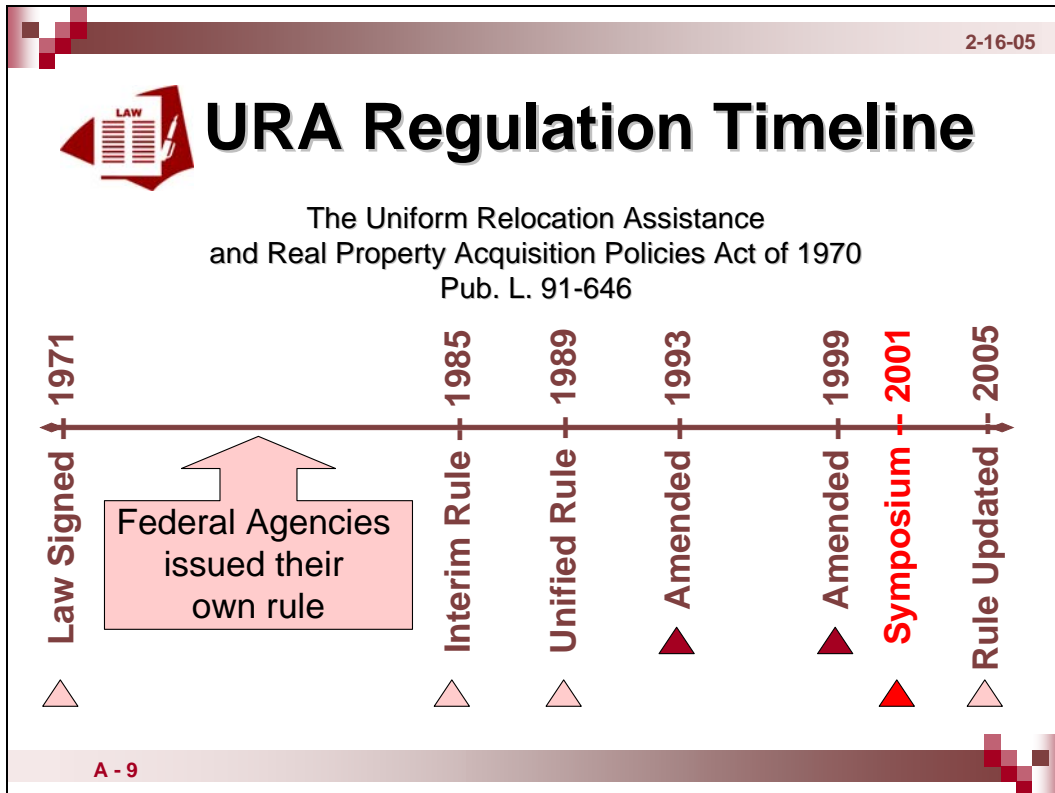 2-16-05
LAW
URA Regulation Timeline
The Uniform Relocation Assistance
and Real Property Acquisition Policies Act of 1970
Pub. L. 91-646
Law Signed -- 1971
Federal Agencies
issued their
own rule
Interim Rule -- 1985
Unified Rule -- 1989
Amended -- 1993
Amended -- 1999
Symposium -- 2001
Rule Updated -- 2005
A - 9